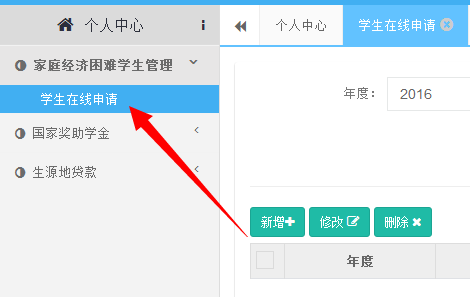 个人中心
家庭经济困难学生管理
学生在线申请
国家奖助学金
生源地贷款
个人中心 学生在线申请
年度： 2016
新增 修改 删除
年度